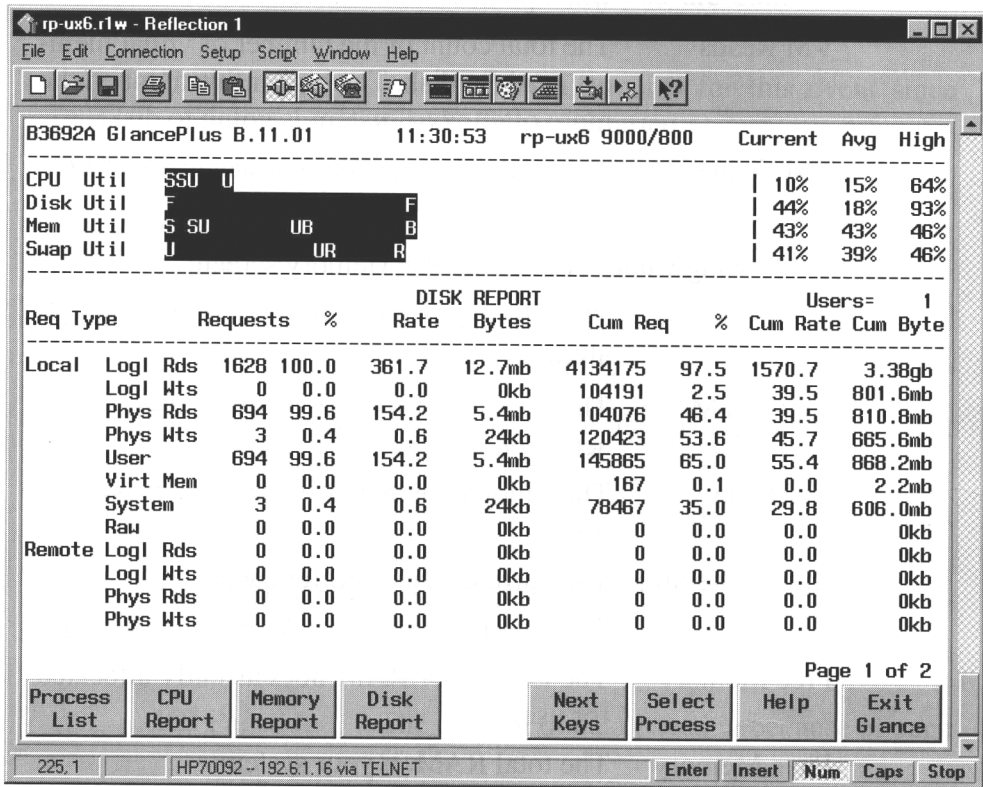 rp-ux6.r1w - Reflection 1
File Edit Connection Setup Script Window Help
B3692A GlancePlus B.11.01 11:30:53 rp-ux6 9000/800 Current Avg High
CPU Util SSU U | 10% 15% 64%
Disk Util F F | 44% 18% 93%
Mem Util S SU UB B | 43% 43% 46%
Swap Util U UR R | 41% 39% 46%
DISK REPORT Users= 1
Req Type Requests % Rate Bytes Cum Req % Cum Rate Cum Byte
Local Logl Rds 1628 100.0 361.7 12.7mb 4134175 97.5 1570.7 3.38gb
Logl Wts 0 0.0 0.0 0kb 104191 2.5 39.5 801.6mb
Phys Rds 694 99.6 154.2 5.4mb 104076 46.4 39.5 810.8mb
Phys Wts 3 0.4 0.6 24kb 120423 53.6 45.7 665.6mb
User 694 99.6 154.2 5.4mb 145865 65.0 55.4 868.2mb
Virt Mem 0 0.0 0.0 0kb 167 0.1 0.0 2.2mb
System 3 0.4 0.6 24kb 78467 35.0 29.8 606.0mb
Raw 0 0.0 0.0 0kb 0 0.0 0.0 0kb
Remote Logl Rds 0 0.0 0.0 0kb 0 0.0 0.0 0kb
Logl Wts 0 0.0 0.0 0kb 0 0.0 0.0 0kb
Phys Rds 0 0.0 0.0 0kb 0 0.0 0.0 0kb
Phys Wts 0 0.0 0.0 0kb 0 0.0 0.0 0kb
Page 1 of 2
Process List CPU Report Memory Report Disk Report Next Keys Select Process Help Exit Glance
225, 1 HP70092 -- 192.6.1.16 via TELNET Enter Insert Num Caps Stop